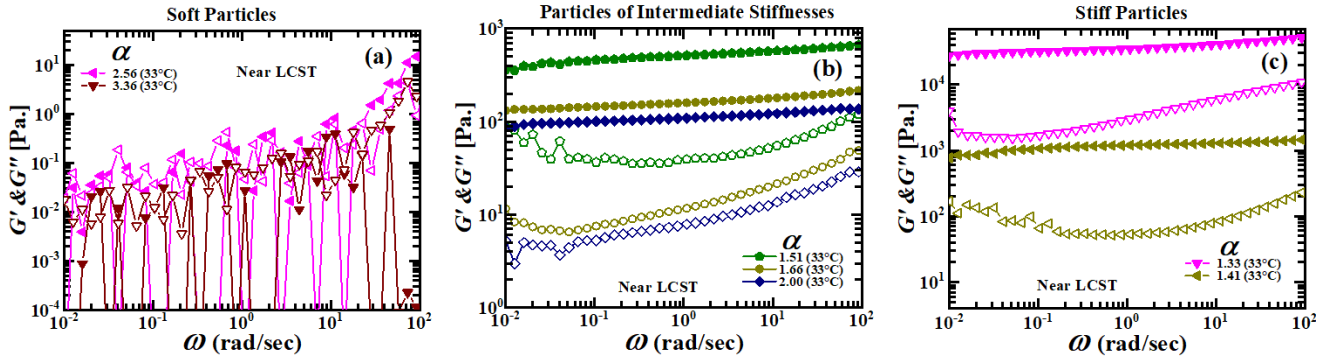 Soft Particles
G' & G'' [Pa.]
10¹
10⁰
10⁻¹
10⁻²
10⁻³
10⁻⁴
α
2.56 (33°C)
3.36 (33°C)
Near LCST
(a)
10⁻² 10⁻¹ 10⁰ 10¹ 10²
ω (rad/sec)
Particles of Intermediate Stiffnesses
G' & G'' [Pa.]
10³
10²
10¹
10⁰
(b)
α
1.51 (33°C)
1.66 (33°C)
2.00 (33°C)
Near LCST
10⁻² 10⁻¹ 10⁰ 10¹ 10²
ω (rad/sec)
Stiff Particles
G' & G'' [Pa.]
10⁴
10³
10²
10¹
(c)
α
1.33 (33°C)
1.41 (33°C)
Near LCST
10⁻² 10⁻¹ 10⁰ 10¹ 10²
ω (rad/sec)